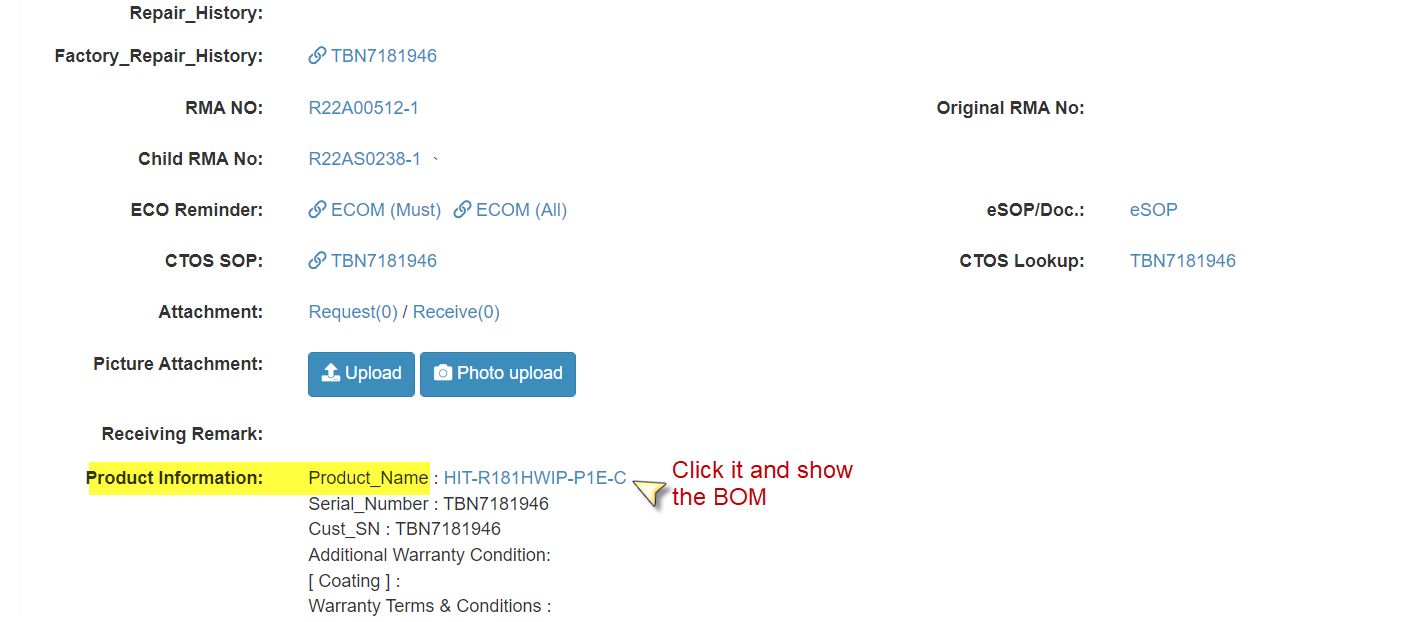 Repair_History:
Factory_Repair_History: TBN7181946
RMA NO: R22A00512-1 Original RMA No:
Child RMA No: R22AS0238-1 `
ECO Reminder: ECOM (Must) ECOM (All) eSOP/Doc.: eSOP
CTOS SOP: TBN7181946 CTOS Lookup: TBN7181946
Attachment: Request(0) / Receive(0)
Picture Attachment: Upload Photo upload
Receiving Remark:
Product Information: Product_Name : HIT-R181HWIP-P1E-C
Click it and show
the BOM
Serial_Number : TBN7181946
Cust_SN : TBN7181946
Additional Warranty Condition:
[ Coating ] :
Warranty Terms & Conditions :